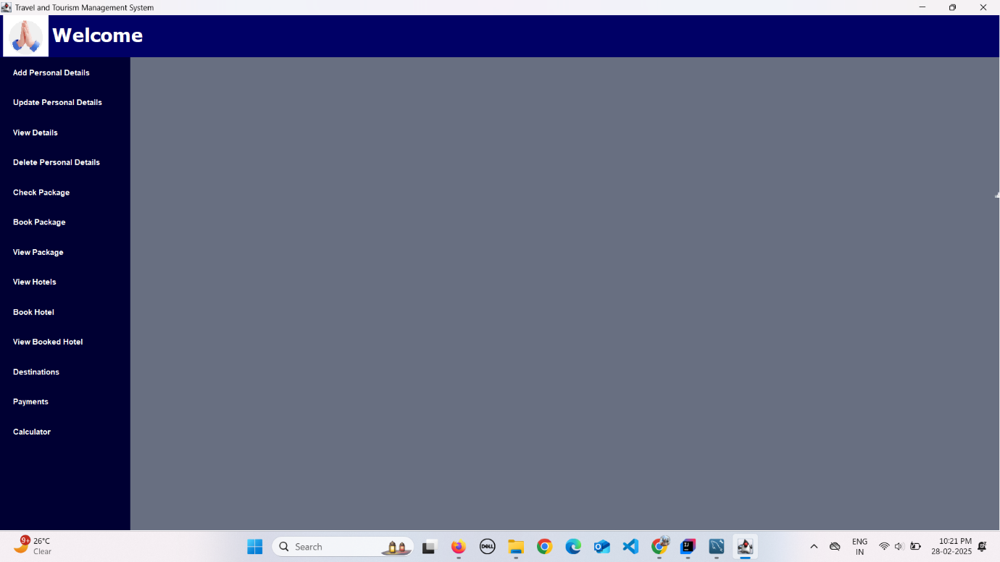 Travel and Tourism Management System
Welcome
Add Personal Details
Update Personal Details
View Details
Delete Personal Details
Check Package
Book Package
View Package
View Hotels
Book Hotel
View Booked Hotel
Destinations
Payments
Calculator
9+
26°C
Clear
Search
DELL
IJ
ENG
IN
10:21 PM
28-02-2025